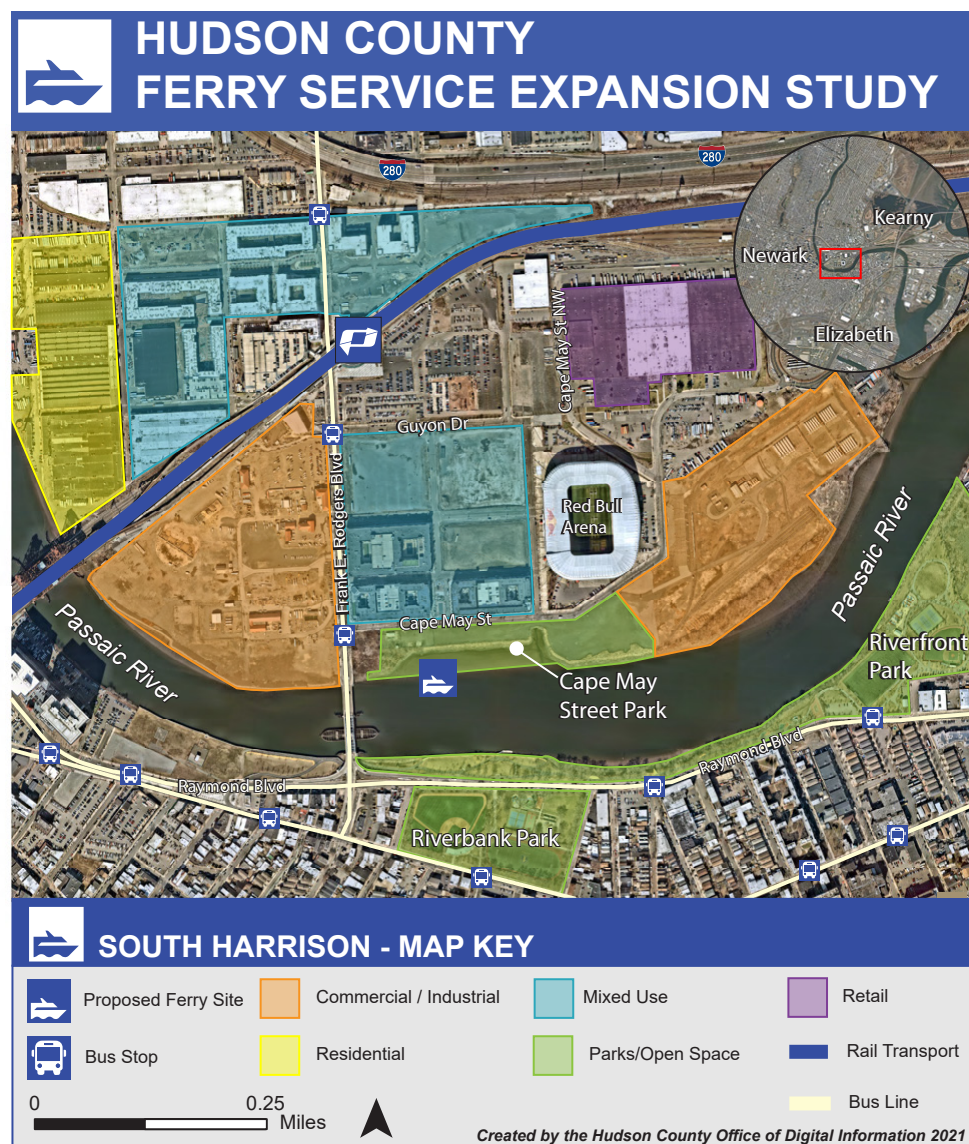 HUDSON COUNTY
FERRY SERVICE EXPANSION STUDY
280
280
Kearny
Newark
Elizabeth
Cape May St NW
Guyon Dr
Frank E. Rodgers Blvd
Red Bull
Arena
Passaic River
Passaic River
Cape May St
Riverfront
Park
Cape May
Street Park
Raymond Blvd
Raymond Blvd
Riverbank Park
SOUTH HARRISON - MAP KEY
Proposed Ferry Site
Commercial / Industrial
Mixed Use
Retail
Bus Stop
Residential
Parks/Open Space
Rail Transport
Bus Line
0
0.25
Miles
Created by the Hudson County Office of Digital Information 2021